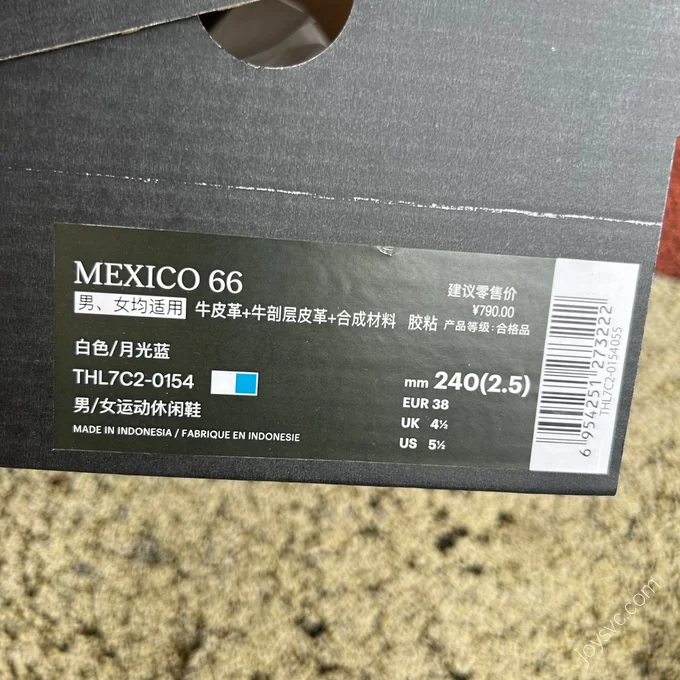 MEXICO 66
男、女均适用
牛皮革+牛剖层皮革+合成材料 胶粘
建议零售价
¥790.00
产品等级:合格品
白色/月光蓝
THL7C2-0154
男/女运动休闲鞋
MADE IN INDONESIA / FABRIQUE EN INDONESIE
mm 240(2.5)
EUR 38
UK 4½
US 5½
6 954251 273222
THL7C2-0154055
joysvc.com